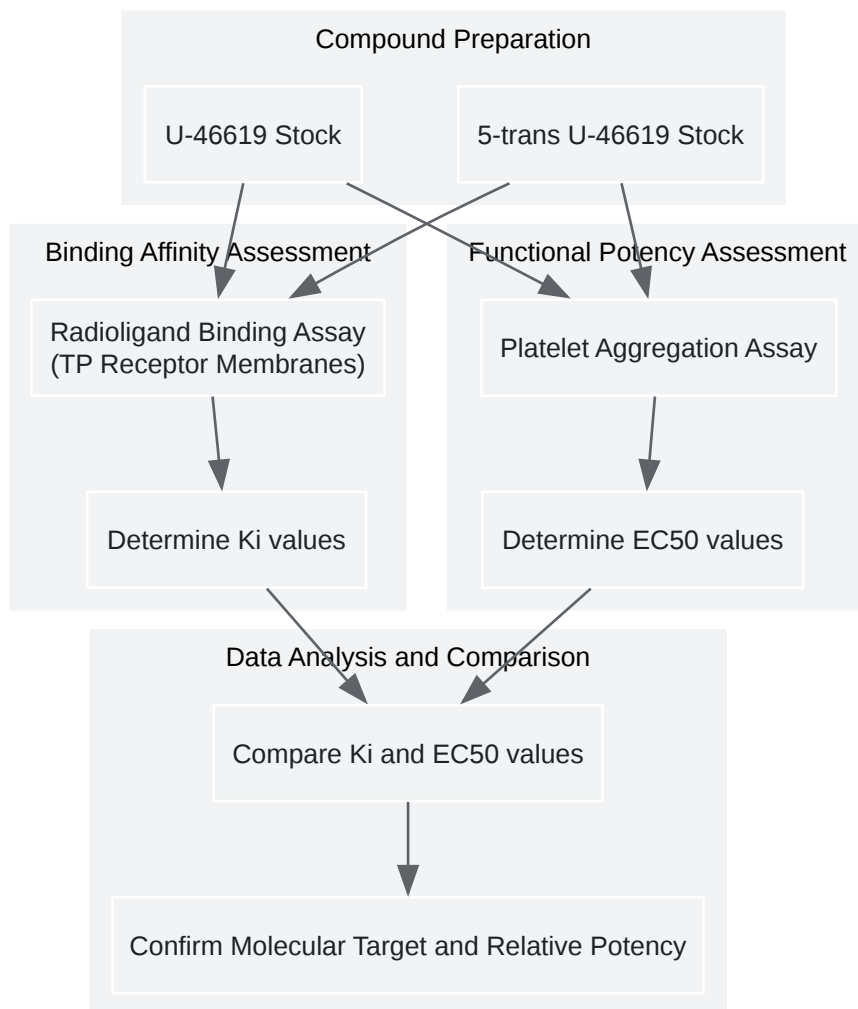 Compound Preparation
U-46619 Stock
5-trans U-46619 Stock
Binding Affinity Assessment
Functional Potency Assessment
Radioligand Binding Assay
(TP Receptor Membranes)
Platelet Aggregation Assay
Determine Ki values
Determine EC50 values
Data Analysis and Comparison
Compare Ki and EC50 values
Confirm Molecular Target and Relative Potency